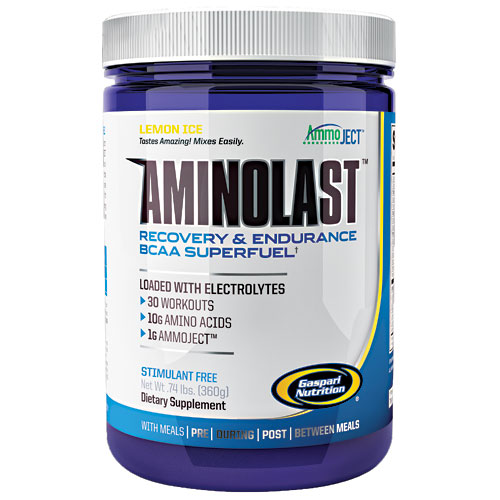 LEMON ICE
Tastes Amazing! Mixes Easily.
AmmoJECT™
AMINOLAST™
RECOVERY & ENDURANCE
BCAA SUPERFUEL†
LOADED WITH ELECTROLYTES
30 WORKOUTS
10G AMINO ACIDS
1G AMMOJECT™
STIMULANT FREE
Net Wt. .74 lbs. (360g)
Dietary Supplement
Gaspari
Nutrition®
WITH MEALS | PRE | DURING | POST | BETWEEN MEALS